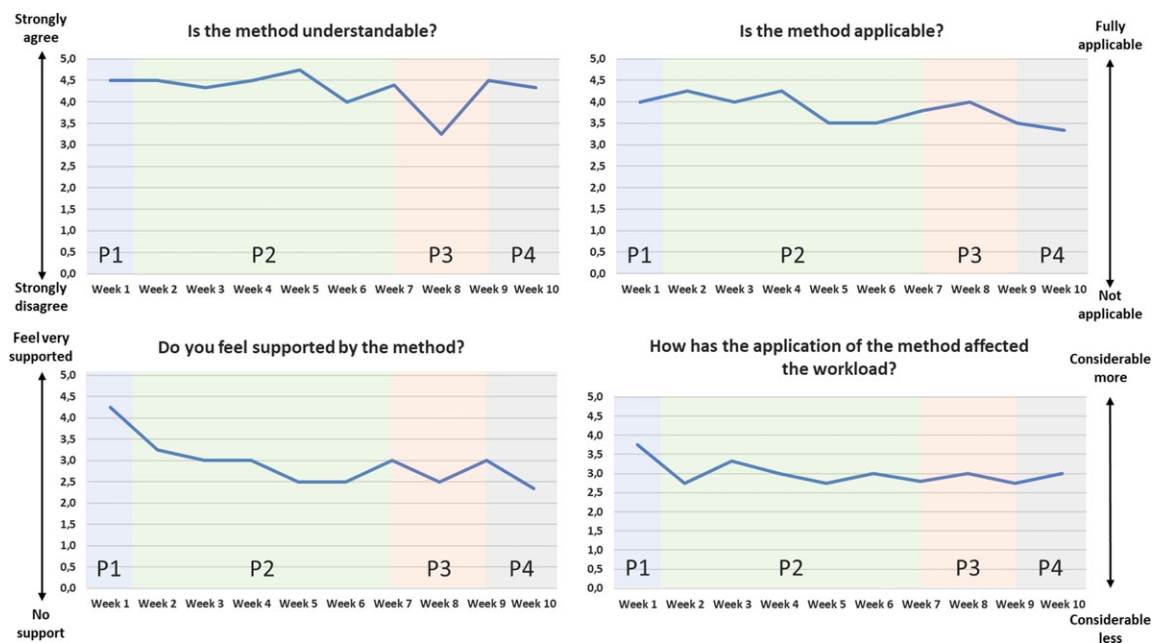 Strongly
agree
Is the method understandable?
5,0
4,5
4,0
3,5
3,0
2,5
2,0
1,5
1,0
0,5
0,0
P1
P2
P3
P4
Week 1 Week 2 Week 3 Week 4 Week 5 Week 6 Week 7 Week 8 Week 9 Week 10
Strongly
disagree
Is the method applicable?
Fully
applicable
5,0
4,5
4,0
3,5
3,0
2,5
2,0
1,5
1,0
0,5
0,0
P1
P2
P3
P4
Week 1 Week 2 Week 3 Week 4 Week 5 Week 6 Week 7 Week 8 Week 9 Week 10
Not
applicable
Feel very
supported
Do you feel supported by the method?
5,0
4,5
4,0
3,5
3,0
2,5
2,0
1,5
1,0
0,5
0,0
P1
P2
P3
P4
Week 1 Week 2 Week 3 Week 4 Week 5 Week 6 Week 7 Week 8 Week 9 Week 10
No
support
How has the application of the method affected
the workload?
Considerable
more
5,0
4,5
4,0
3,5
3,0
2,5
2,0
1,5
1,0
0,5
0,0
P1
P2
P3
P4
Week 1 Week 2 Week 3 Week 4 Week 5 Week 6 Week 7 Week 8 Week 9 Week 10
Considerable
less